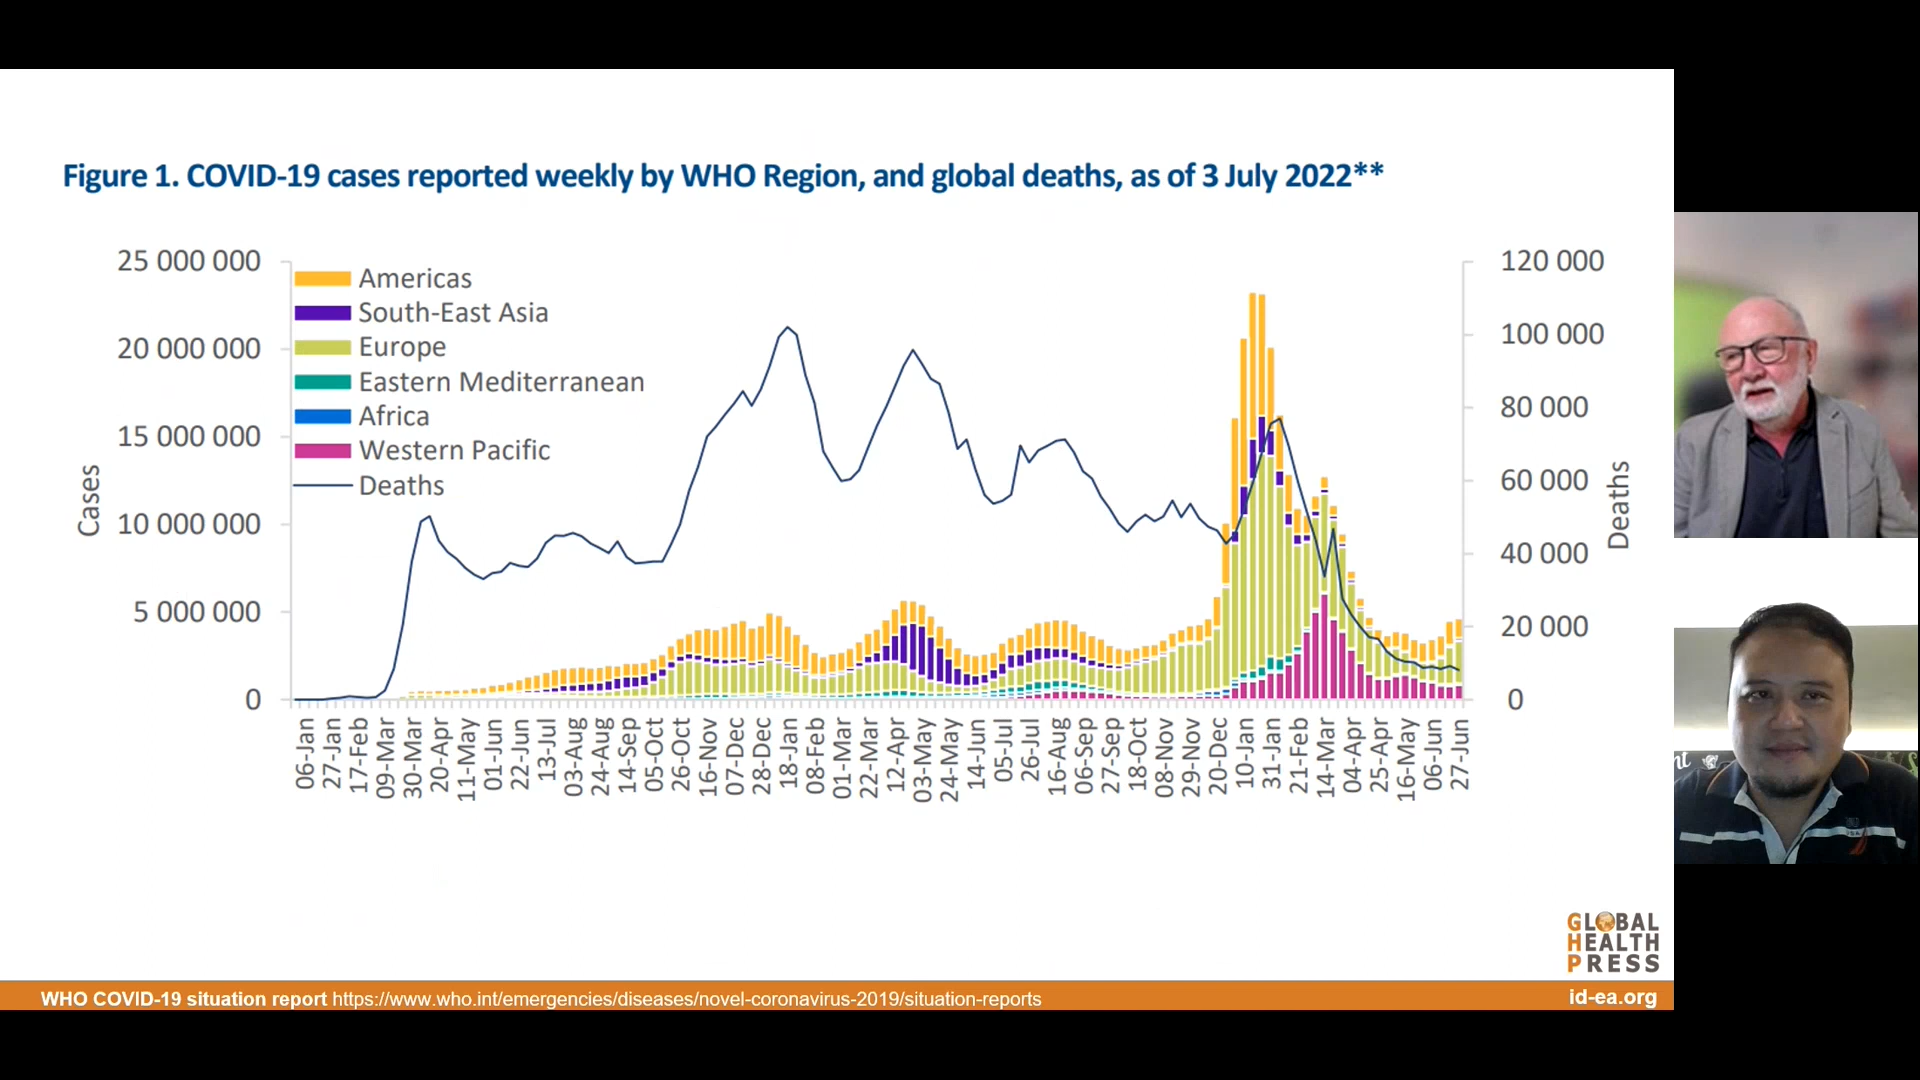 Figure 1. COVID-19 cases reported weekly by WHO Region, and global deaths, as of 3 July 2022**
25 000 000
20 000 000
15 000 000
10 000 000
5 000 000
0
Cases
Americas
South-East Asia
Europe
Eastern Mediterranean
Africa
Western Pacific
Deaths
120 000
100 000
80 000
60 000
40 000
20 000
0
Deaths
06-Jan
27-Jan
17-Feb
09-Mar
30-Mar
20-Apr
11-May
01-Jun
22-Jun
13-Jul
03-Aug
24-Aug
14-Sep
05-Oct
26-Oct
16-Nov
07-Dec
28-Dec
18-Jan
08-Feb
01-Mar
22-Mar
12-Apr
03-May
24-May
14-Jun
05-Jul
26-Jul
16-Aug
06-Sep
27-Sep
18-Oct
08-Nov
29-Nov
20-Dec
10-Jan
31-Jan
21-Feb
14-Mar
04-Apr
25-Apr
16-May
06-Jun
27-Jun
GLOBAL
HEALTH
PRESS
WHO COVID-19 situation report https://www.who.int/emergencies/diseases/novel-coronavirus-2019/situation-reports
id-ea.org